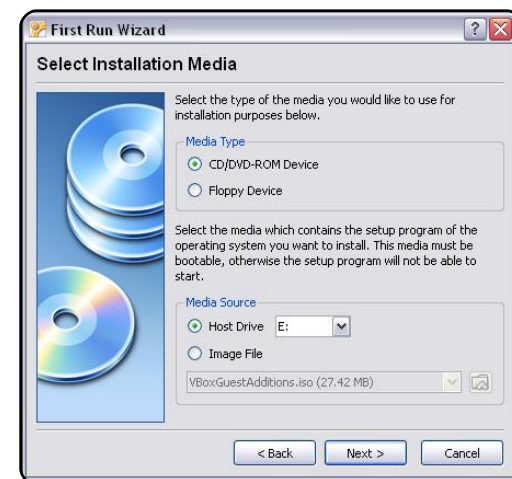 First Run Wizard
Select Installation Media
Select the type of the media you would like to use for
installation purposes below.
Media Type
CD/DVD-ROM Device
Floppy Device
Select the media which contains the setup program of the
operating system you want to install. This media must be
bootable, otherwise the setup program will not be able to
start.
Media Source
Host Drive E:
Image File
VBoxGuestAdditions.iso (27.42 MB)
< Back Next > Cancel